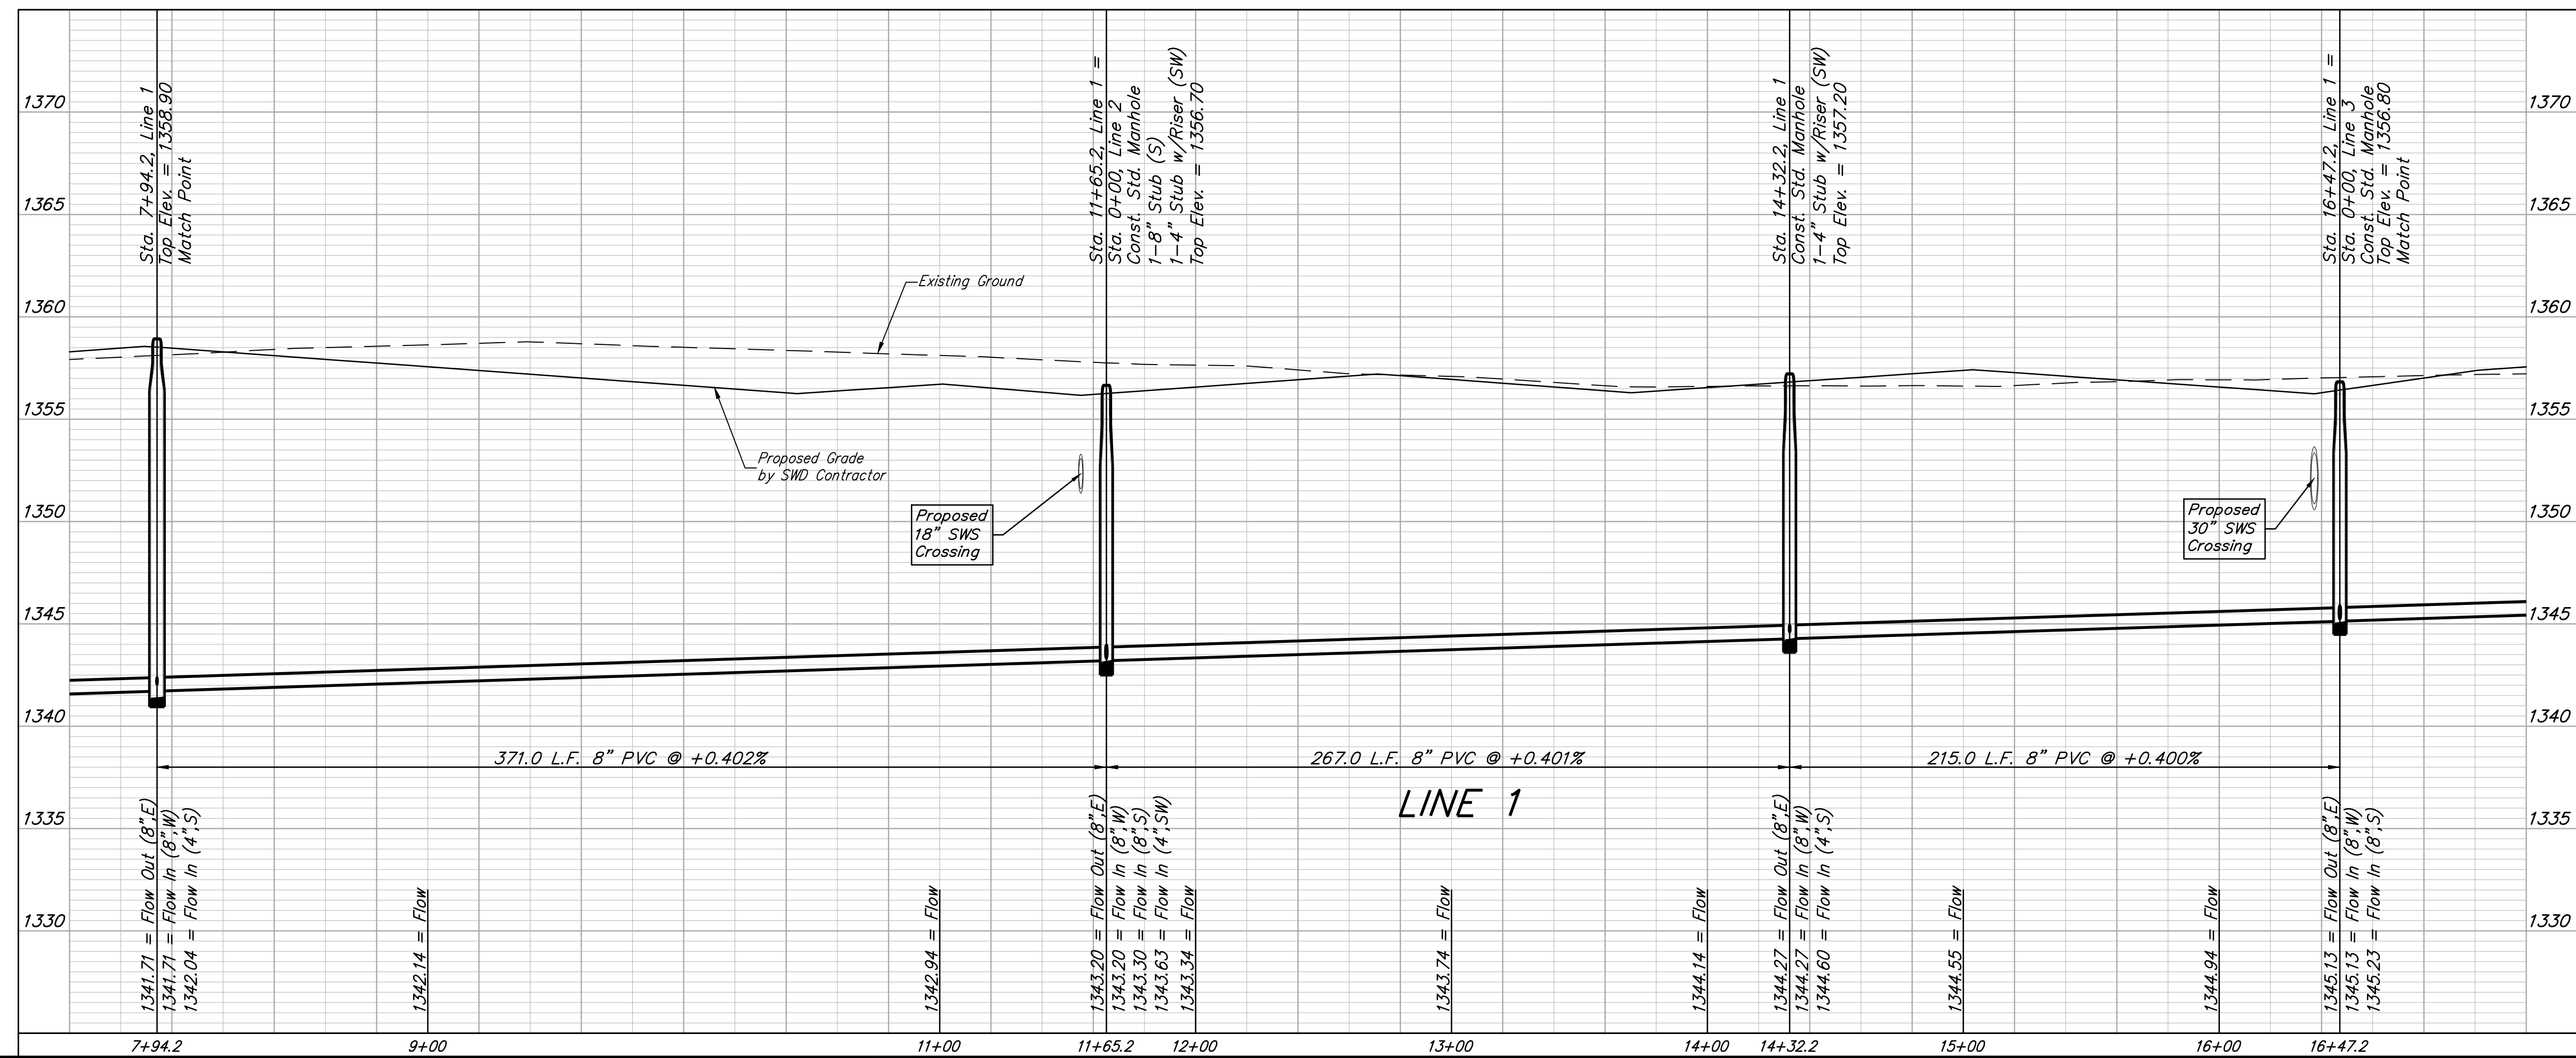 1370
1365
1360
1355
1350
1345
1340
1335
1330
Sta. 7+94.2, Line 1
Top Elev. = 1358.90
Match Point
Sta. 11+65.2, Line 1 =
Sta. 0+00, Line 2
Const. Std. Manhole
1-8" Stub (S)
1-4" Stub w/Riser (SW)
Top Elev. = 1356.70
Sta. 14+32.2, Line 1
Const. Std. Manhole
1-4" Stub w/Riser (SW)
Top Elev. = 1357.20
Sta. 16+47.2, Line 1 =
Sta. 0+00, Line 3
Const. Std. Manhole
Top Elev. = 1356.80
Match Point
1370
1365
1360
1355
1350
1345
1340
1335
1330
Existing Ground
Proposed Grade
by SWD Contractor
Proposed
18" SWS
Crossing
Proposed
30" SWS
Crossing
371.0 L.F. 8" PVC @ +0.402%
267.0 L.F. 8" PVC @ +0.401%
215.0 L.F. 8" PVC @ +0.400%
LINE 1
1341.71 = Flow Out (8",E)
1341.71 = Flow In (8",W)
1342.04 = Flow In (4",S)
1342.14 = Flow
1342.94 = Flow
1343.20 = Flow Out (8",E)
1343.20 = Flow In (8",W)
1343.30 = Flow In (8",S)
1343.63 = Flow In (4",SW)
1343.34 = Flow
1343.74 = Flow
1344.14 = Flow
1344.27 = Flow Out (8",E)
1344.27 = Flow In (8",W)
1344.60 = Flow In (4",S)
1344.55 = Flow
1344.94 = Flow
1345.13 = Flow Out (8",E)
1345.13 = Flow In (8",W)
1345.23 = Flow In (8",S)
7+94.2
9+00
11+00
11+65.2
12+00
13+00
14+00
14+32.2
15+00
16+00
16+47.2